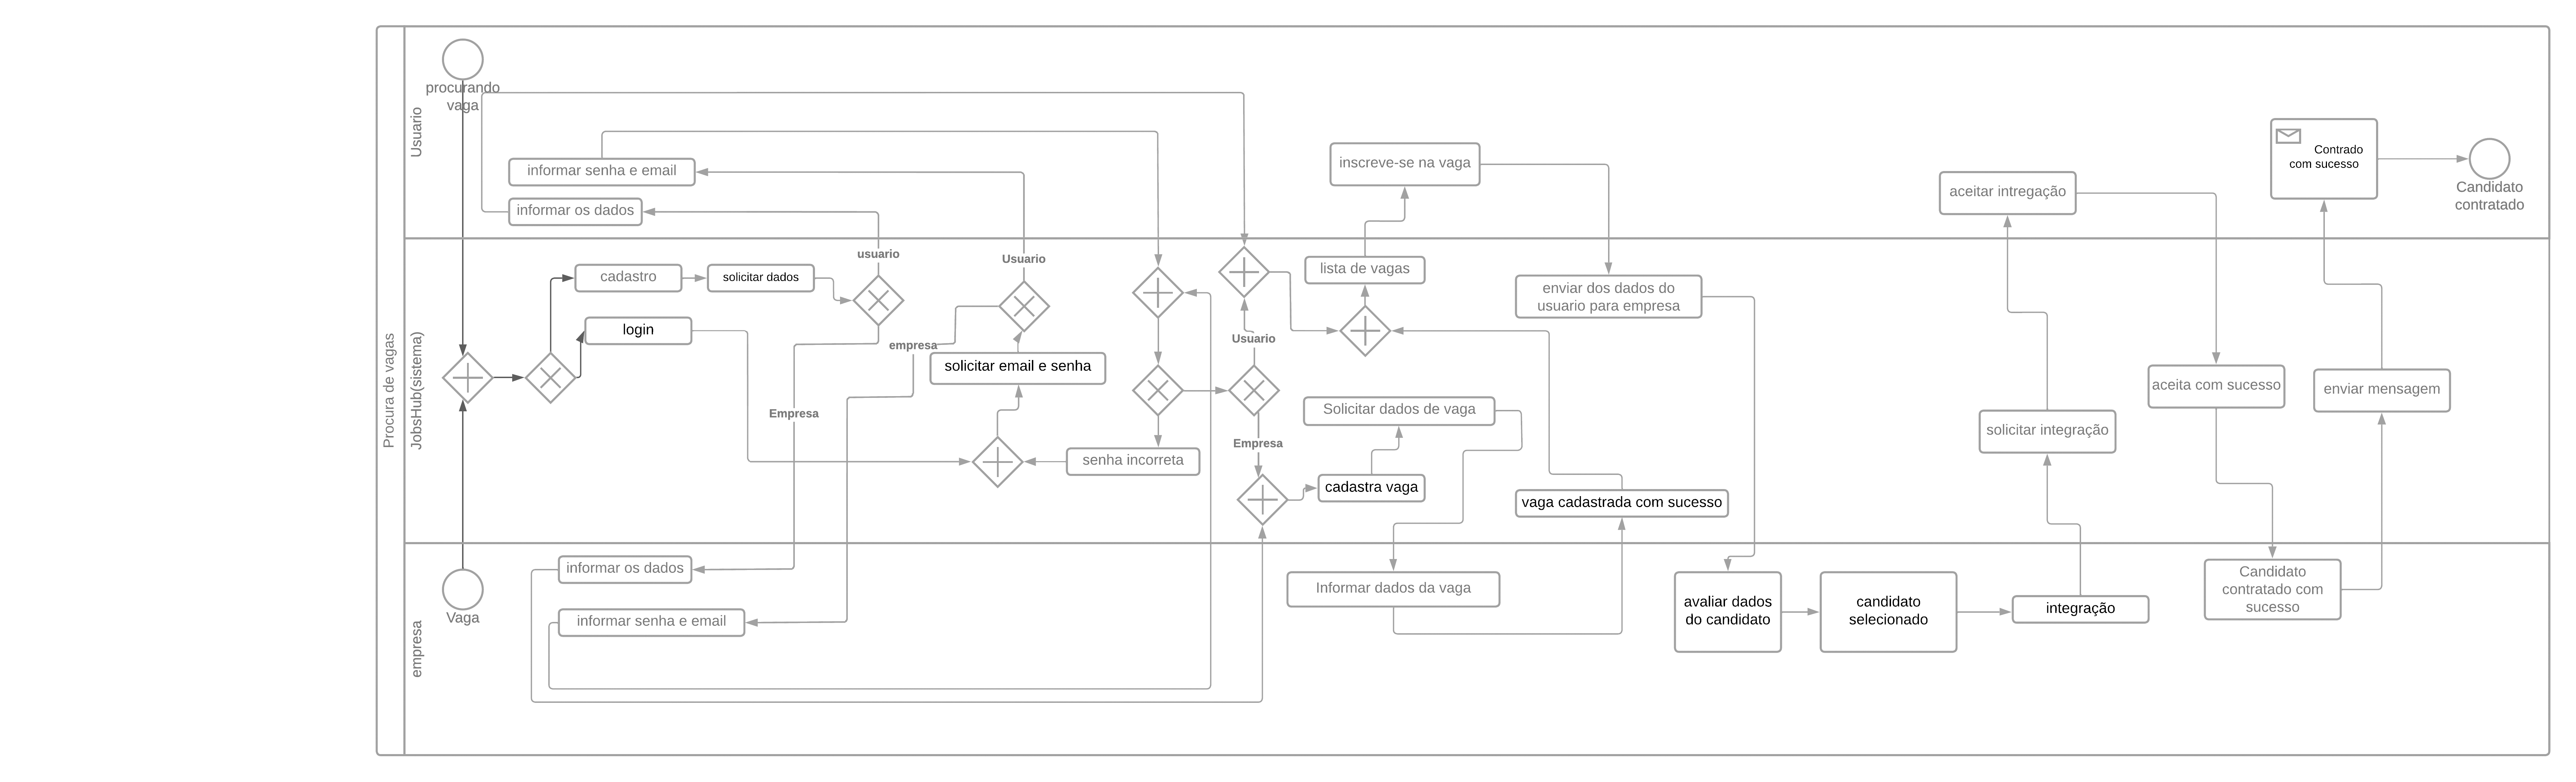 Procura de vagas
Usuario
procurando
vaga
informar senha e email
informar os dados
inscreve-se na vaga
aceitar intregação
Contrado
com sucesso
Candidato
contratado
JobsHub(sistema)
usuario
Usuario
cadastro
solicitar dados
login
empresa
solicitar email e senha
Empresa
senha incorreta
Usuario
Empresa
lista de vagas
enviar dos dados do
usuario para empresa
Solicitar dados de vaga
cadastra vaga
vaga cadastrada com sucesso
solicitar integração
aceita com sucesso
enviar mensagem
empresa
Vaga
informar os dados
informar senha e email
Informar dados da vaga
avaliar dados
do candidato
candidato
selecionado
integração
Candidato
contratado com
sucesso